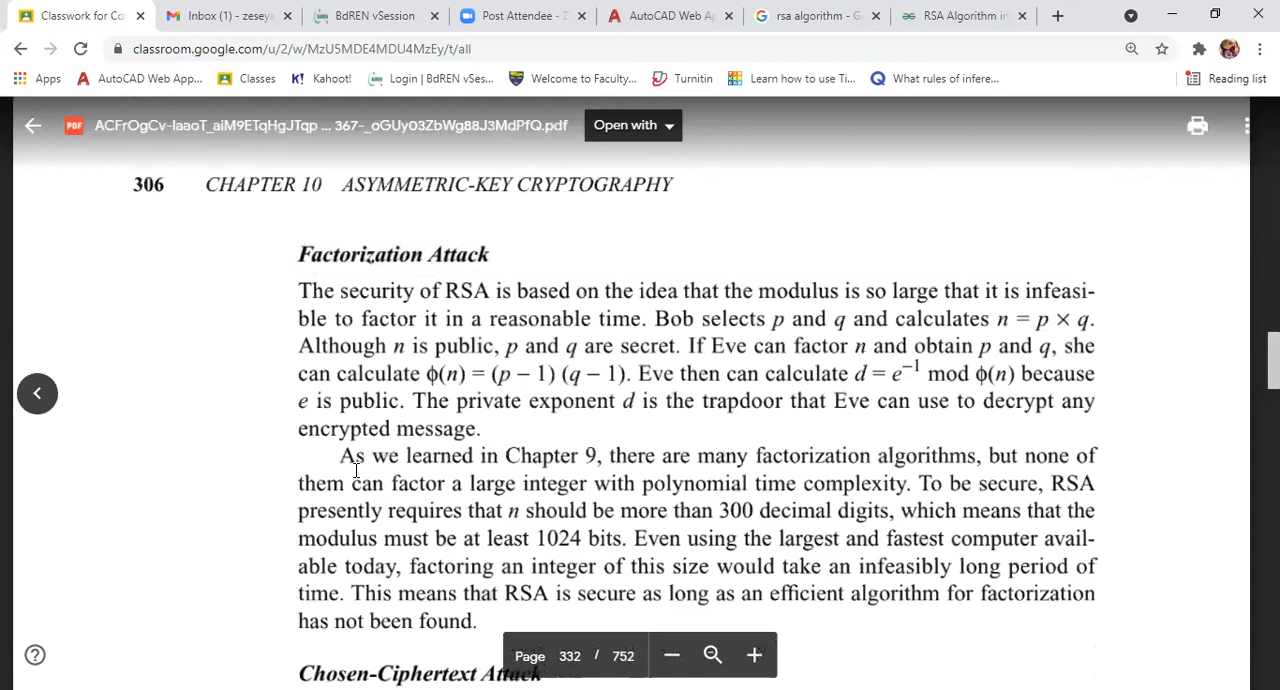 Classwork for Co
Inbox (1) - zeseya
BdREN vSession
Post Attendee - Z
AutoCAD Web A
rsa algorithm - G
RSA Algorithm in
classroom.google.com/u/2/w/MzU5MDE4MDU4MzEy/t/all
Apps
AutoCAD Web App...
Classes
Kahoot!
Login | BdREN vSes...
Welcome to Faculty...
Turnitin
Learn how to use Ti...
What rules of infere...
Reading list
PDF
ACFrOgCv-IaaoT_aiM9ETqHgJTqp ... 367-_oGUy03ZbWg88J3MdPfQ.pdf
Open with
306 CHAPTER 10 ASYMMETRIC-KEY CRYPTOGRAPHY
Factorization Attack
The security of RSA is based on the idea that the modulus is so large that it is infeasi-
ble to factor it in a reasonable time. Bob selects p and q and calculates n = p × q.
Although n is public, p and q are secret. If Eve can factor n and obtain p and q, she
can calculate ϕ(n) = (p − 1) (q − 1). Eve then can calculate d = e⁻¹ mod ϕ(n) because
e is public. The private exponent d is the trapdoor that Eve can use to decrypt any
encrypted message.
As we learned in Chapter 9, there are many factorization algorithms, but none of
them can factor a large integer with polynomial time complexity. To be secure, RSA
presently requires that n should be more than 300 decimal digits, which means that the
modulus must be at least 1024 bits. Even using the largest and fastest computer avail-
able today, factoring an integer of this size would take an infeasibly long period of
time. This means that RSA is secure as long as an efficient algorithm for factorization
has not been found.
Page 332 / 752
Chosen-Ciphertext Attack